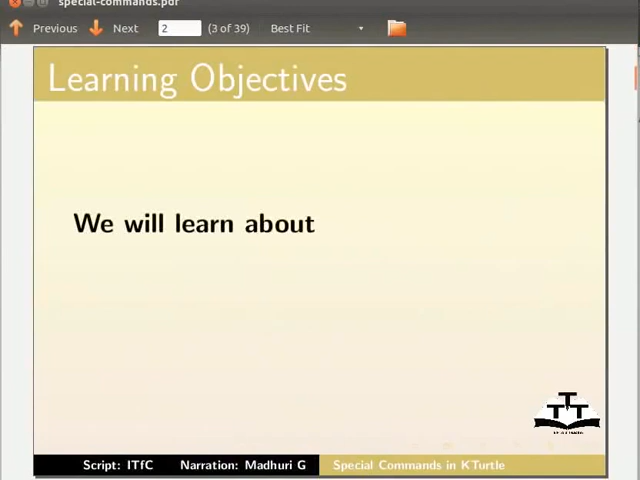 special-commands.pdf
Previous Next 2 (3 of 39) Best Fit
Learning Objectives
We will learn about
T T T
Script: ITfC Narration: Madhuri G Special Commands in KTurtle